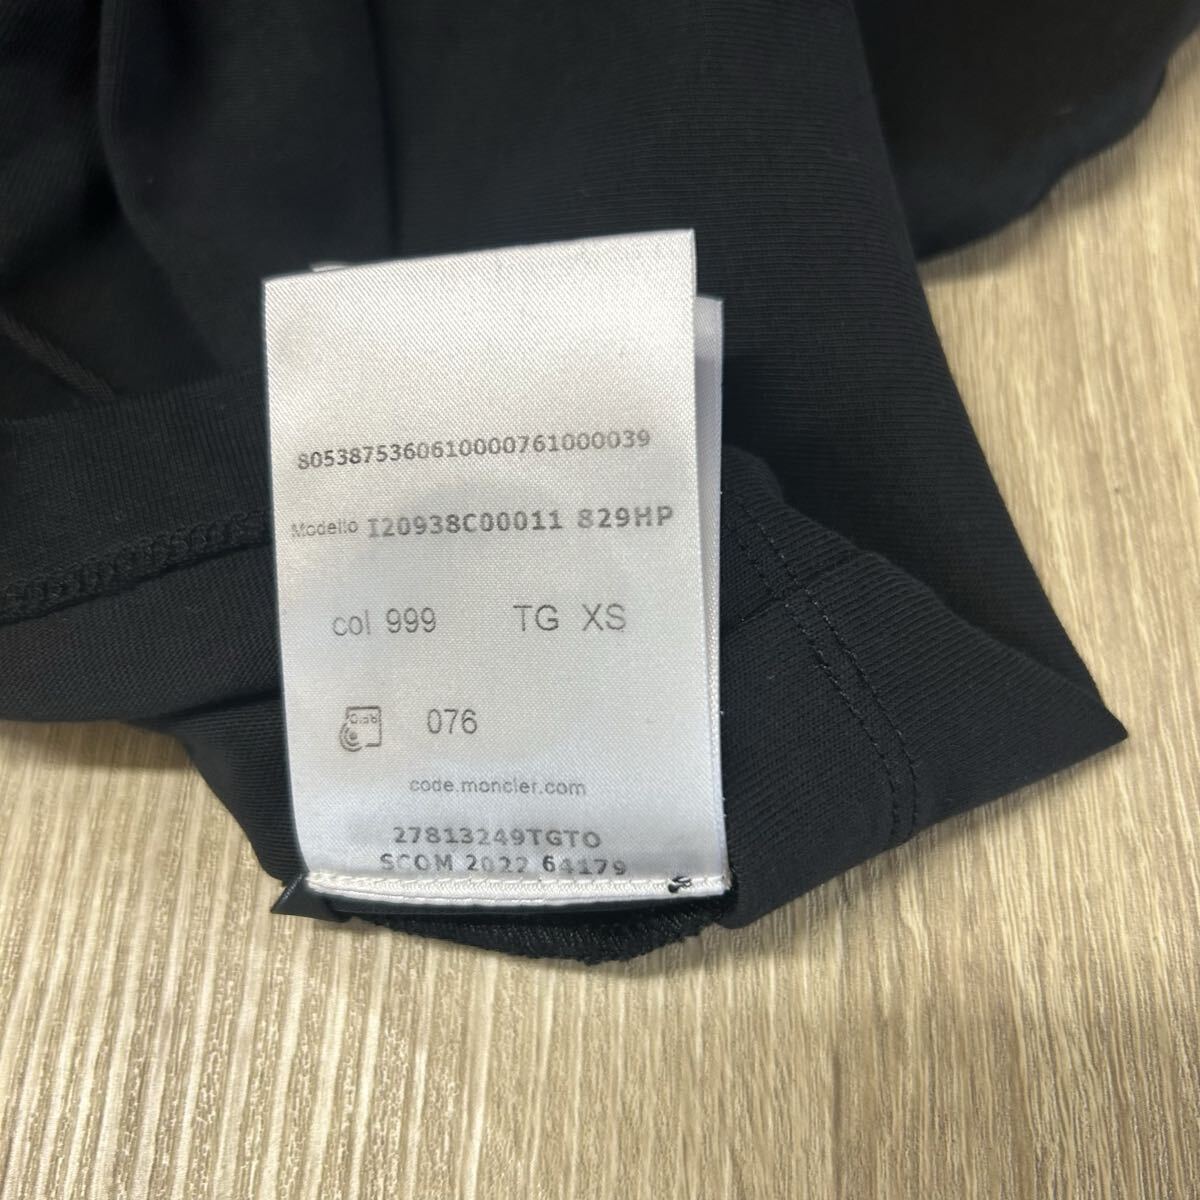 8053875360610000761000039
Modello I20938C00011 829HP
col 999 TG XS
076
code.moncler.com
27813249TGTO
SCOM 2022 64179